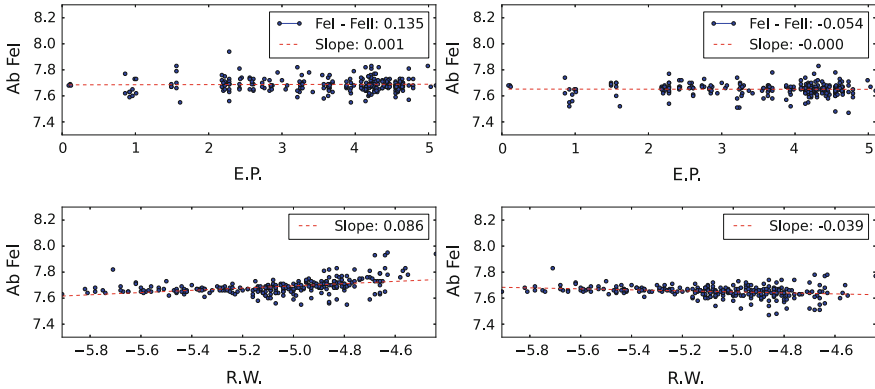 8.2
8.0
7.8
7.6
7.4
Ab FeI
FeI - FeII: 0.135
Slope: 0.001
0 1 2 3 4 5
E.P.
8.2
8.0
7.8
7.6
7.4
Ab FeI
FeI - FeII: -0.054
Slope: -0.000
0 1 2 3 4 5
E.P.
8.2
8.0
7.8
7.6
7.4
Ab FeI
Slope: 0.086
−5.8 −5.6 −5.4 −5.2 −5.0 −4.8 −4.6
R.W.
8.2
8.0
7.8
7.6
7.4
Ab FeI
Slope: -0.039
−5.8 −5.6 −5.4 −5.2 −5.0 −4.8 −4.6
R.W.